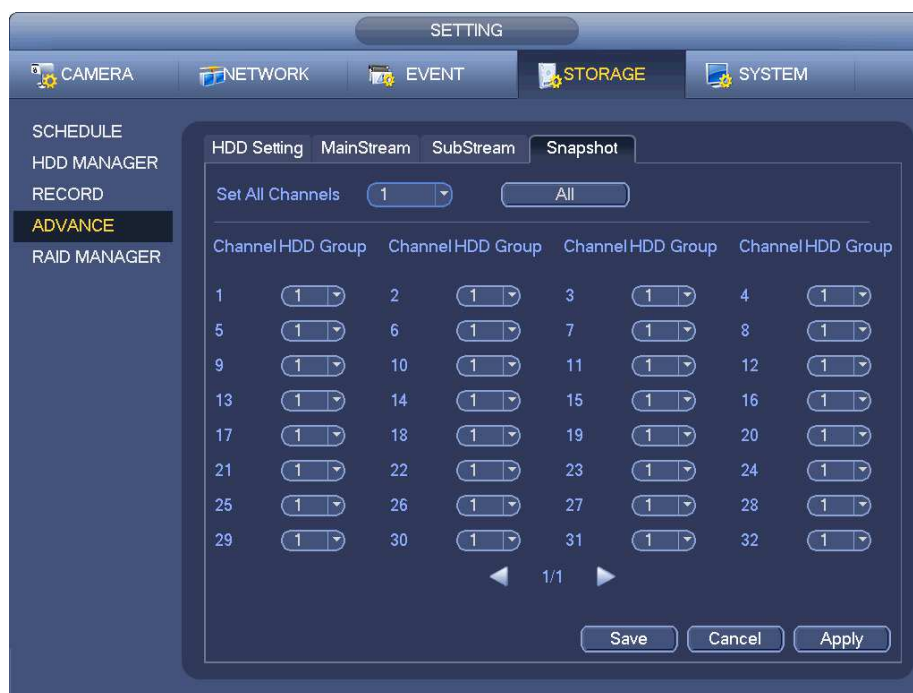 SETTING
CAMERA NETWORK EVENT STORAGE SYSTEM
SCHEDULE
HDD MANAGER
RECORD
ADVANCE
RAID MANAGER
HDD Setting MainStream SubStream Snapshot
Set All Channels 1 All
Channel HDD Group Channel HDD Group Channel HDD Group Channel HDD Group
1 1 2 1 3 1 4 1
5 1 6 1 7 1 8 1
9 1 10 1 11 1 12 1
13 1 14 1 15 1 16 1
17 1 18 1 19 1 20 1
21 1 22 1 23 1 24 1
25 1 26 1 27 1 28 1
29 1 30 1 31 1 32 1
1/1
Save Cancel Apply